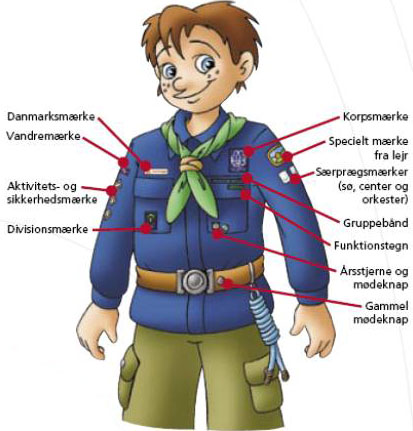 Danmarksmærke
Vandremærke
Aktivitets- og
sikkerhedsmærke
Divisionsmærke
Korpsmærke
Specielt mærke
fra lejr
Særprægsmærker
(sø, center og
orkester)
Gruppebånd
Funktionstegn
Årsstjerne og
mødeknap
Gammel
mødeknap